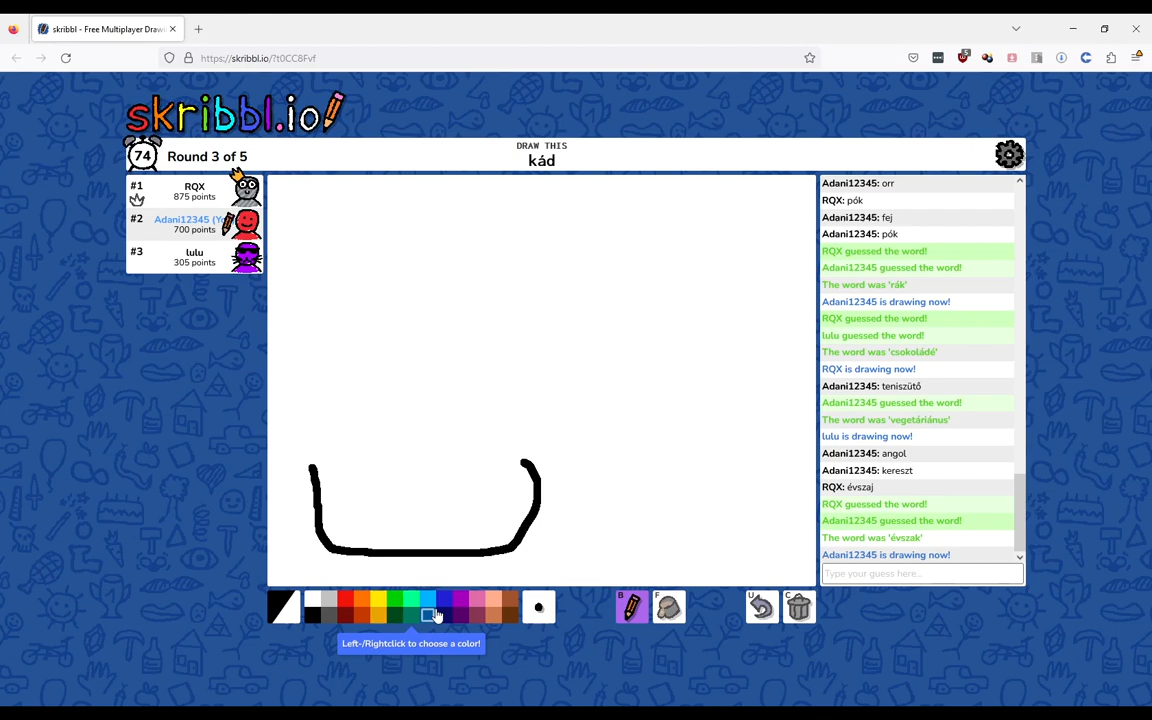 skribbl - Free Multiplayer Drawi
https://skribbl.io/?t0CC8Fvf
5
skribbl.io
74
Round 3 of 5
DRAW THIS
kád
#1
RQX
875 points
#2
Adani12345 (Yo
700 points
#3
lulu
305 points
Adani12345: orr
RQX: pók
Adani12345: fej
Adani12345: pók
RQX guessed the word!
Adani12345 guessed the word!
The word was 'rák'
Adani12345 is drawing now!
RQX guessed the word!
lulu guessed the word!
The word was 'csokoládé'
RQX is drawing now!
Adani12345: teniszütő
Adani12345 guessed the word!
The word was 'vegetáriánus'
lulu is drawing now!
Adani12345: angol
Adani12345: kereszt
RQX: évszaj
RQX guessed the word!
Adani12345 guessed the word!
The word was 'évszak'
Adani12345 is drawing now!
Type your guess here...
B
F
U
C
Left-/Rightclick to choose a color!